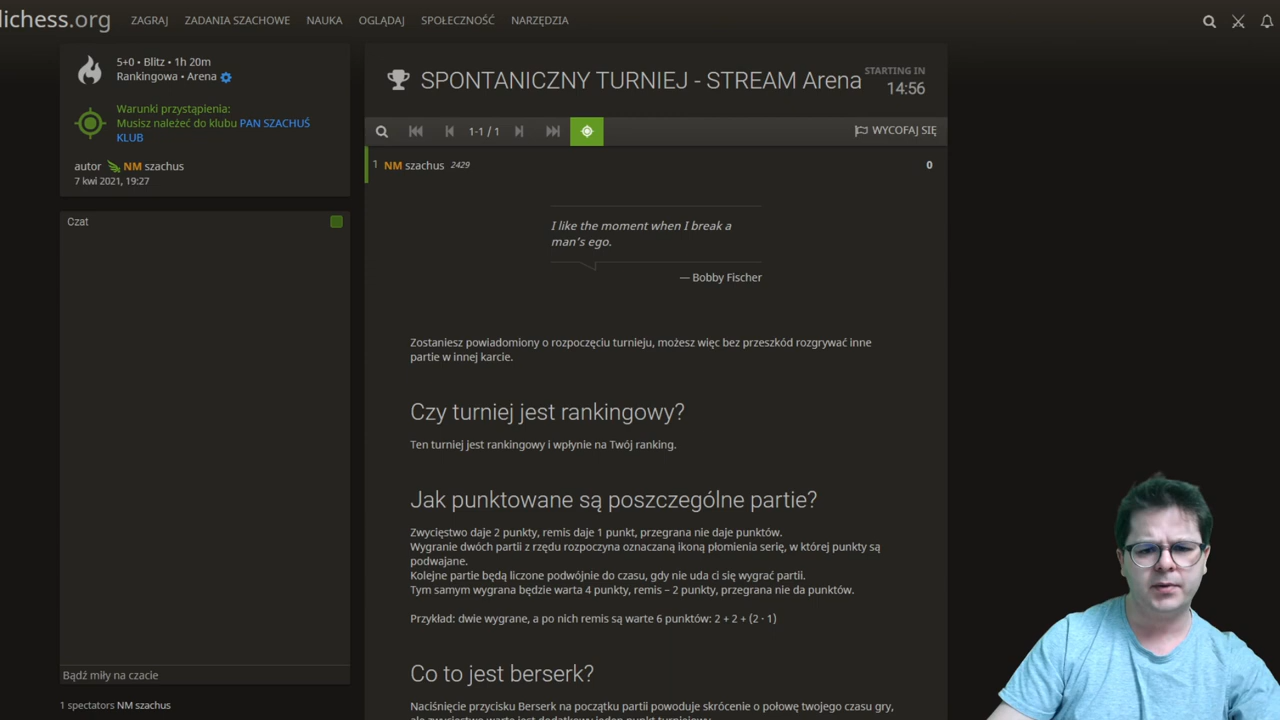 lichess.org
ZAGRAJ ZADANIA SZACHOWE NAUKA OGLĄDAJ SPOŁECZNOŚĆ NARZĘDZIA
5+0 • Blitz • 1h 20m
Rankingowa • Arena
Warunki przystąpienia:
Musisz należeć do klubu PAN SZACHUŚ
KLUB
autor NM szachus
7 kwi 2021, 19:27
Czat
Bądź miły na czacie
1 spectators NM szachus
SPONTANICZNY TURNIEJ - STREAM Arena
STARTING IN
14:56
1-1 / 1
WYCOFAJ SIĘ
1 NM szachus 2429 0
I like the moment when I break a
man's ego.
— Bobby Fischer
Zostaniesz powiadomiony o rozpoczęciu turnieju, możesz więc bez przeszkód rozgrywać inne
partie w innej karcie.
Czy turniej jest rankingowy?
Ten turniej jest rankingowy i wpłynie na Twój ranking.
Jak punktowane są poszczególne partie?
Zwycięstwo daje 2 punkty, remis daje 1 punkt, przegrana nie daje punktów.
Wygranie dwóch partii z rzędu rozpoczyna oznaczaną ikoną płomienia serię, w której punkty są
podwajane.
Kolejne partie będą liczone podwójnie do czasu, gdy nie uda ci się wygrać partii.
Tym samym wygrana będzie warta 4 punkty, remis – 2 punkty, przegrana nie da punktów.
Przykład: dwie wygrane, a po nich remis są warte 6 punktów: 2 + 2 + (2 · 1)
Co to jest berserk?
Naciśnięcie przycisku Berserk na początku partii powoduje skrócenie o połowę twojego czasu gry,